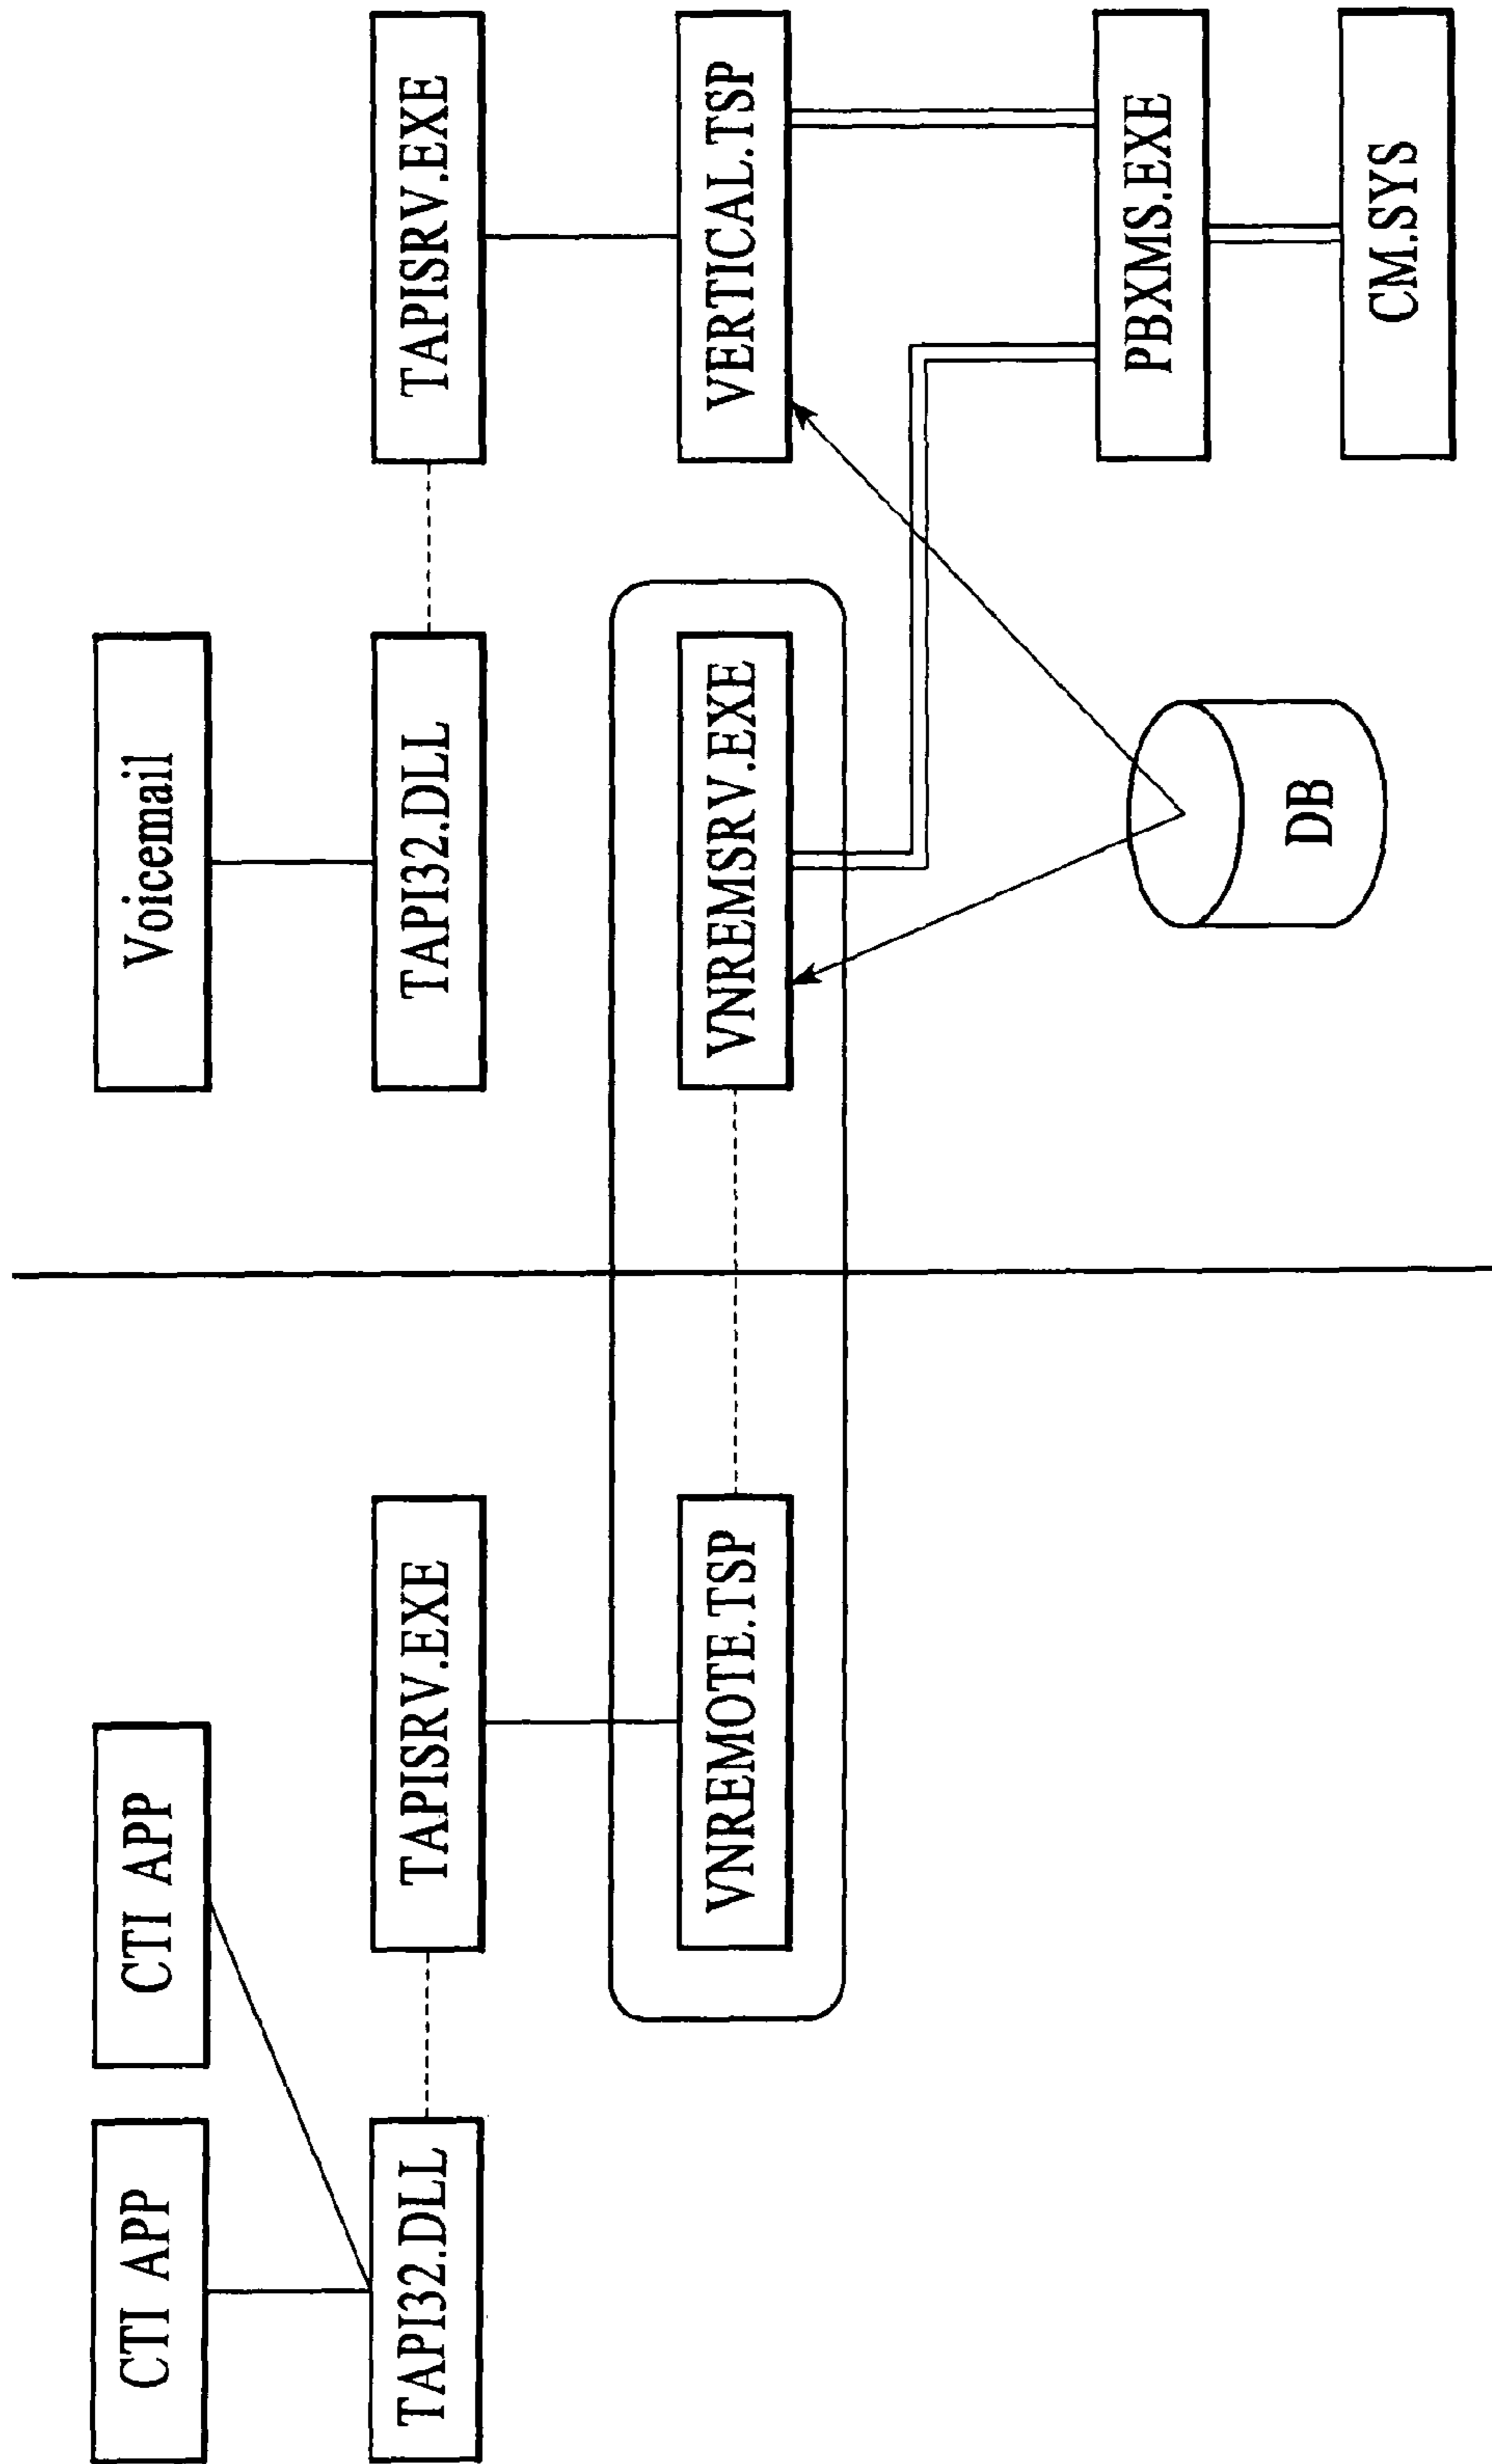 CTI APP
CTI APP
Voicemail
TAPI32.DLL
TAPISRV.EXE
TAPI32.DLL
TAPISRV.EXE
VNREMOTE.TSP
VNREMSRV.EXE
VERTICAL.TSP
DB
PBXMS.EXE
CM.SYS